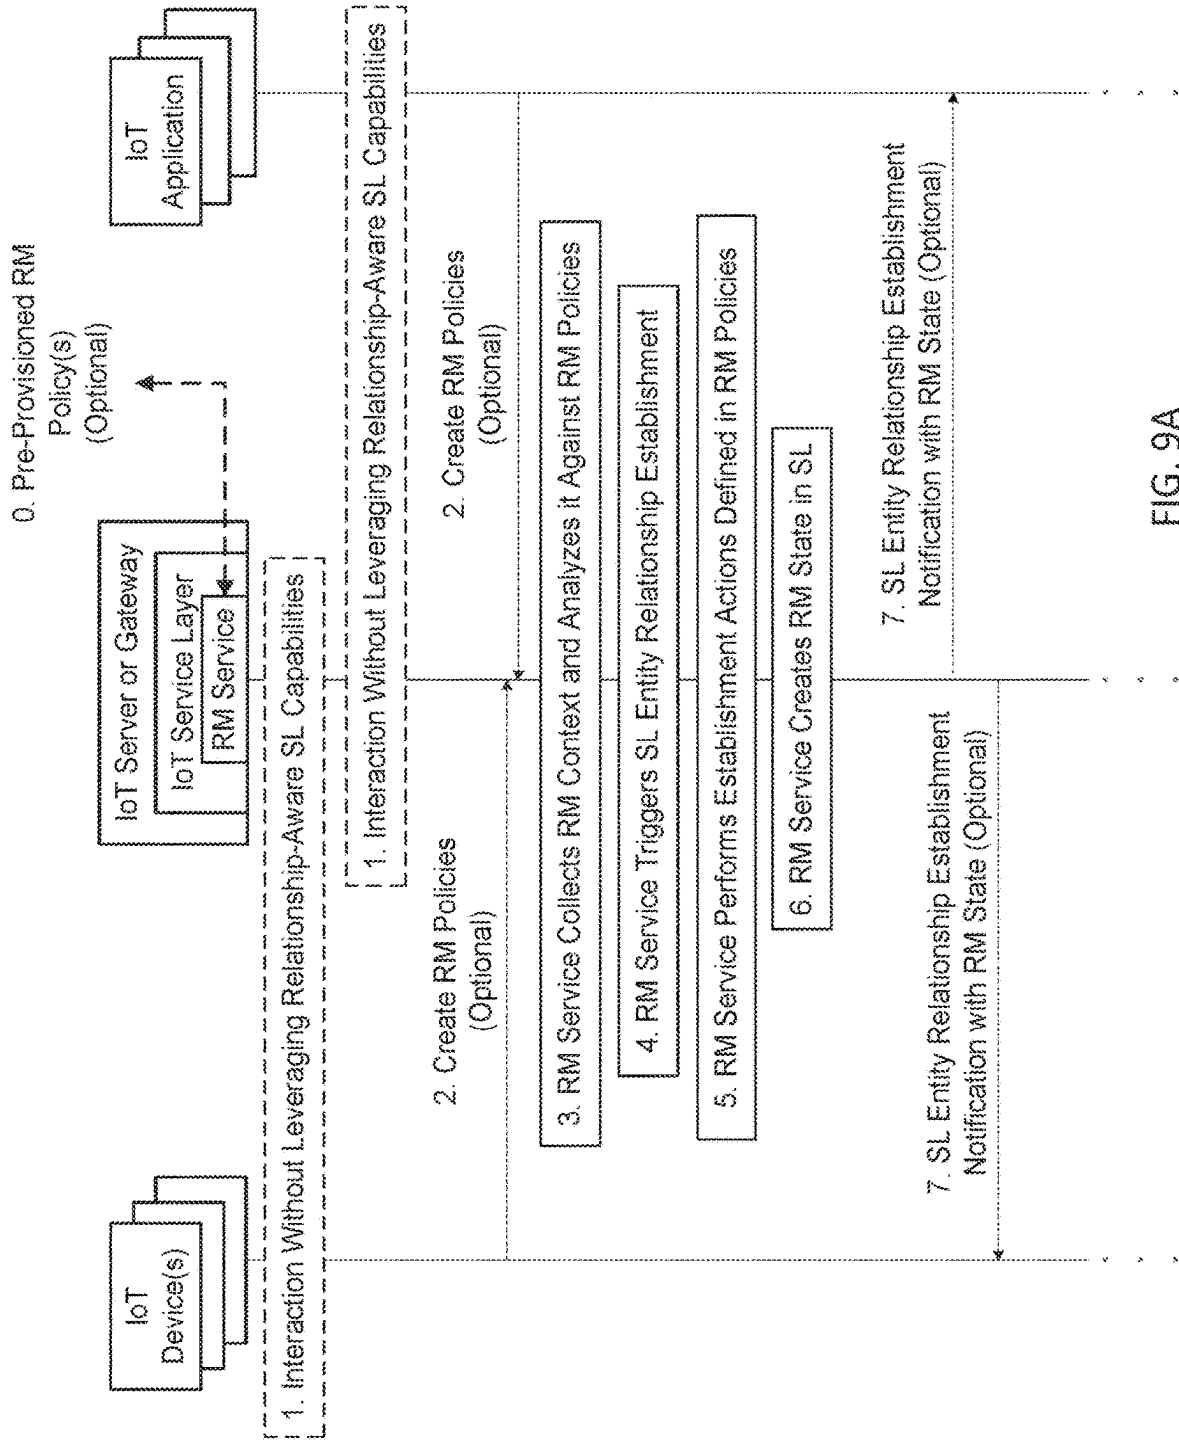 0. Pre-Provisioned RM
Policy(s)
(Optional)
IoT
Device(s)
IoT Server or Gateway
IoT Service Layer
RM Service
IoT
Application
1. Interaction Without Leveraging Relationship-Aware SL Capabilities
1. Interaction Without Leveraging Relationship-Aware SL Capabilities
2. Create RM Policies
(Optional)
2. Create RM Policies
(Optional)
3. RM Service Collects RM Context and Analyzes it Against RM Policies
4. RM Service Triggers SL Entity Relationship Establishment
5. RM Service Performs Establishment Actions Defined in RM Policies
6. RM Service Creates RM State in SL
7. SL Entity Relationship Establishment
Notification with RM State (Optional)
7. SL Entity Relationship Establishment
Notification with RM State (Optional)
FIG. 9A